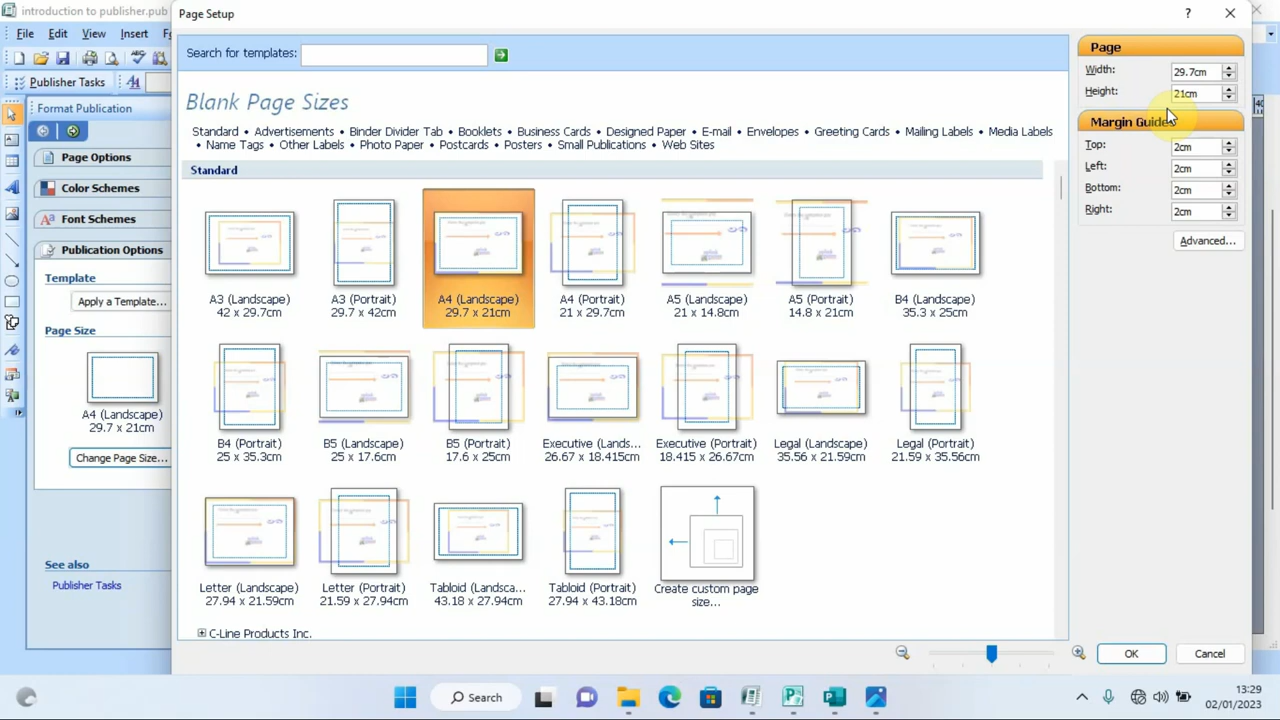 introduction to publisher.pub
Page Setup
File Edit View Insert
Search for templates:
Publisher Tasks
Format Publication
Page Options
Color Schemes
Font Schemes
Publication Options
Template
Apply a Template...
Page Size
A4 (Landscape)
29.7 x 21cm
Change Page Size...
See also
Publisher Tasks
Blank Page Sizes
Standard • Advertisements • Binder Divider Tab • Booklets • Business Cards • Designed Paper • E-mail • Envelopes • Greeting Cards • Mailing Labels • Media Labels
• Name Tags • Other Labels • Photo Paper • Postcards • Posters • Small Publications • Web Sites
Standard
A3 (Landscape) A3 (Portrait) A4 (Landscape) A4 (Portrait) A5 (Landscape) A5 (Portrait) B4 (Landscape)
42 x 29.7cm 29.7 x 42cm 29.7 x 21cm 21 x 29.7cm 21 x 14.8cm 14.8 x 21cm 35.3 x 25cm
B4 (Portrait) B5 (Landscape) B5 (Portrait) Executive (Lands... Executive (Portrait) Legal (Landscape) Legal (Portrait)
25 x 35.3cm 25 x 17.6cm 17.6 x 25cm 26.67 x 18.415cm 18.415 x 26.67cm 35.56 x 21.59cm 21.59 x 35.56cm
Letter (Landscape) Letter (Portrait) Tabloid (Landsca... Tabloid (Portrait) Create custom page
27.94 x 21.59cm 21.59 x 27.94cm 43.18 x 27.94cm 27.94 x 43.18cm size...
C-Line Products Inc.
Page
Width: 29.7cm
Height: 21cm
Margin Guides
Top: 2cm
Left: 2cm
Bottom: 2cm
Right: 2cm
Advanced...
OK Cancel
Search
13:29
02/01/2023